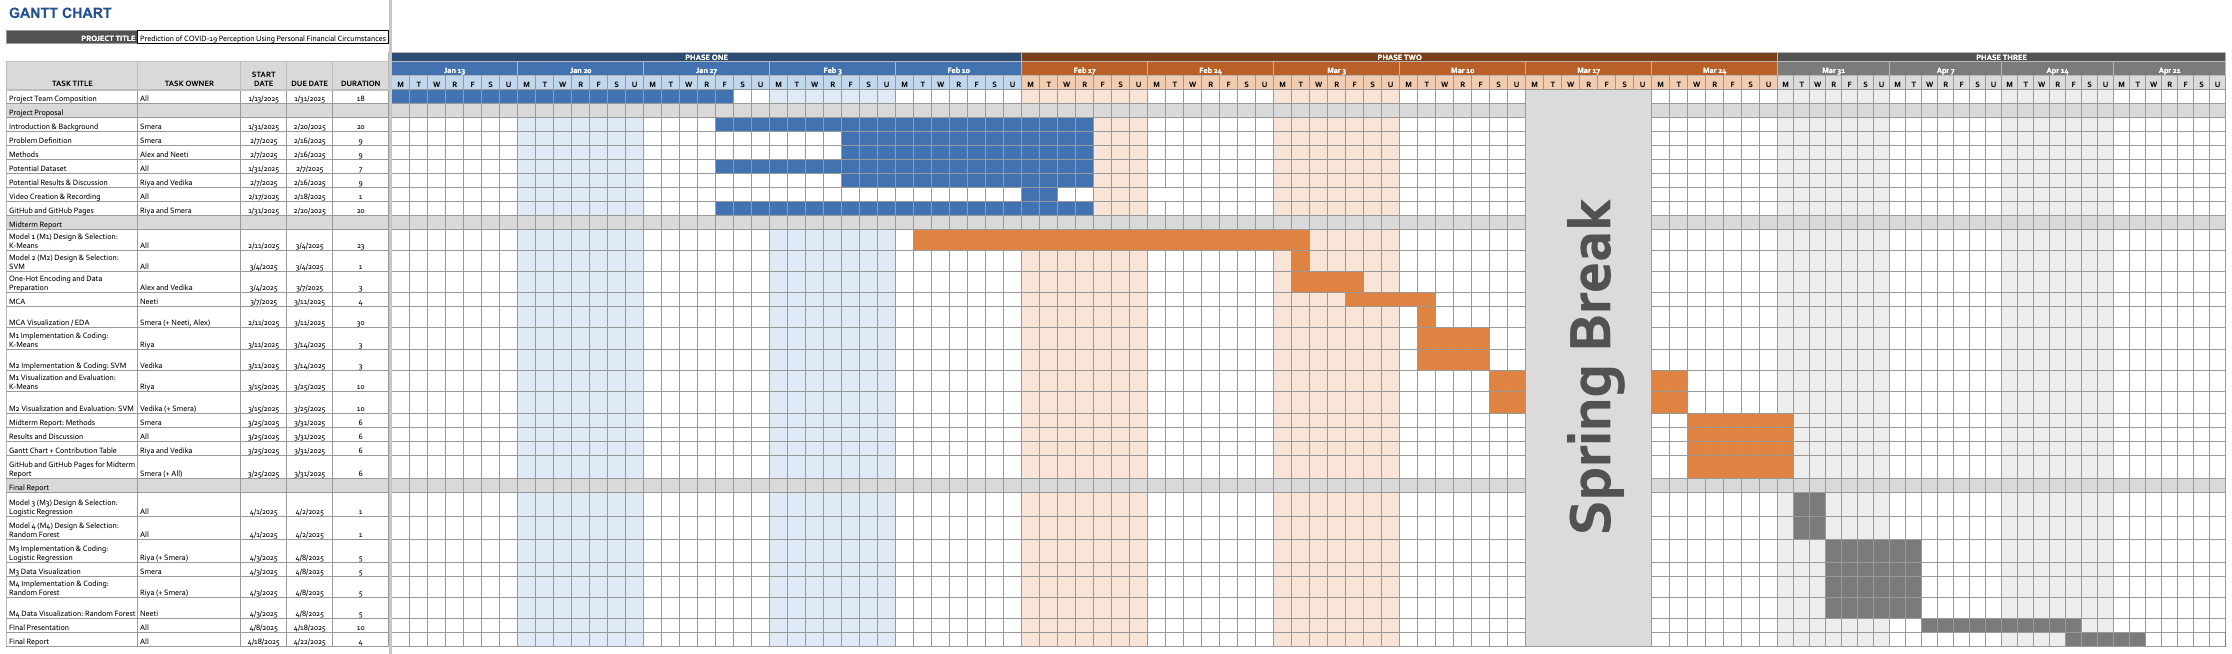 GANTT CHART
PROJECT TITLE Prediction of COVID-19 Perception Using Personal Financial Circumstances
PHASE ONE PHASE TWO PHASE THREE
Jan 13 Jan 20 Jan 27 Feb 3 Feb 10 Feb 17 Feb 24 Mar 3 Mar 10 Mar 17 Mar 24 Mar 31 Apr 7 Apr 14 Apr 21
TASK TITLE TASK OWNER START DATE DUE DATE DURATION
M T W R F S U M T W R F S U M T W R F S U M T W R F S U M T W R F S U M T W R F S U M T W R F S U M T W R F S U M T W R F S U M T W R F S U M T W R F S U M T W R F S U M T W R F S U M T W R F S U M T W R F S U
Project Team Composition All 1/13/2025 1/31/2025 18
Project Proposal
Introduction & Background Smera 1/31/2025 2/20/2025 20
Problem Definition Smera 2/7/2025 2/16/2025 9
Methods Alex and Neeti 2/7/2025 2/16/2025 9
Potential Dataset All 1/31/2025 2/7/2025 7
Potential Results & Discussion Riya and Vedika 2/7/2025 2/16/2025 9
Video Creation & Recording All 2/17/2025 2/18/2025 1
GitHub and GitHub Pages Riya and Smera 1/31/2025 2/20/2025 20
Midterm Report
Model 1 (M1) Design & Selection:
K-Means All 2/11/2025 3/4/2025 23
Model 2 (M2) Design & Selection:
SVM All 3/4/2025 3/4/2025 1
One-Hot Encoding and Data
Preparation Alex and Vedika 3/4/2025 3/7/2025 3
MCA Neeti 3/7/2025 3/11/2025 4
MCA Visualization / EDA Smera (+ Neeti, Alex) 2/11/2025 3/11/2025 30
M1 Implementation & Coding:
K-Means Riya 3/11/2025 3/14/2025 3
M2 Implementation & Coding: SVM Vedika 3/11/2025 3/14/2025 3
M1 Visualization and Evaluation:
K-Means Riya 3/15/2025 3/25/2025 10
M2 Visualization and Evaluation: SVM Vedika (+ Smera) 3/15/2025 3/25/2025 10
Midterm Report: Methods Smera 3/25/2025 3/31/2025 6
Results and Discussion All 3/25/2025 3/31/2025 6
Gantt Chart + Contribution Table Riya and Vedika 3/25/2025 3/31/2025 6
GitHub and GitHub Pages for Midterm
Report Smera (+ All) 3/25/2025 3/31/2025 6
Final Report
Model 3 (M3) Design & Selection:
Logistic Regression All 4/1/2025 4/2/2025 1
Model 4 (M4) Design & Selection:
Random Forest All 4/1/2025 4/2/2025 1
M3 Implementation & Coding:
Logistic Regression Riya (+ Smera) 4/3/2025 4/8/2025 5
M3 Data Visualization Smera 4/3/2025 4/8/2025 5
M4 Implementation & Coding:
Random Forest Riya (+ Smera) 4/3/2025 4/8/2025 5
M4 Data Visualization: Random Forest Neeti 4/3/2025 4/8/2025 5
FInal Presentation All 4/8/2025 4/18/2025 10
Final Report All 4/18/2025 4/22/2025 4
Spring Break